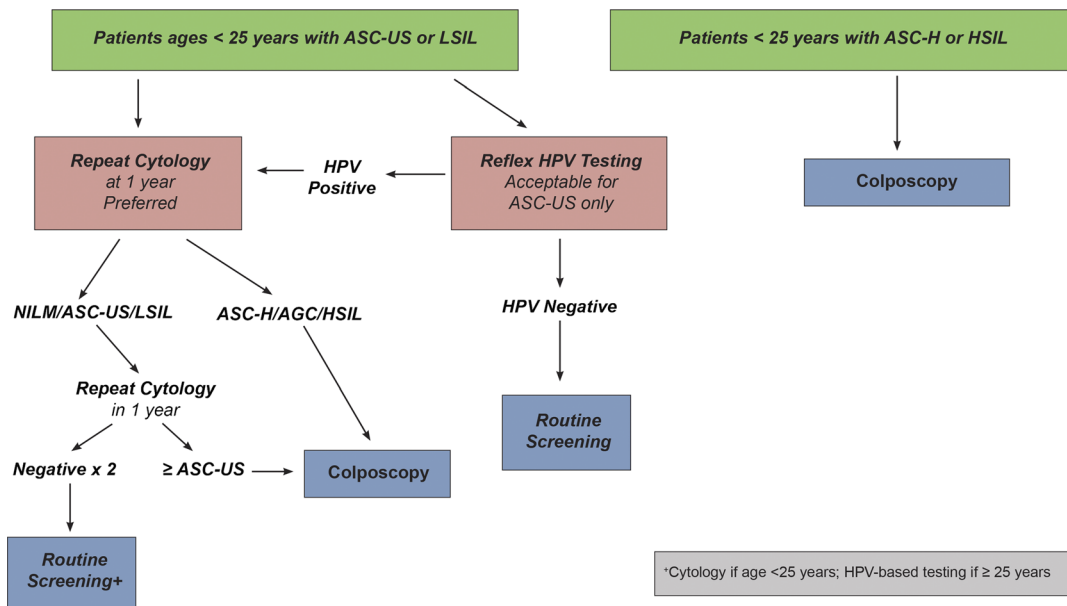 Patients ages < 25 years with ASC-US or LSIL
Patients < 25 years with ASC-H or HSIL
Repeat Cytology
at 1 year
Preferred
HPV
Positive
Reflex HPV Testing
Acceptable for
ASC-US only
Colposcopy
NILM/ASC-US/LSIL
ASC-H/AGC/HSIL
HPV Negative
Repeat Cytology
in 1 year
Routine
Screening
Negative x 2
≥ ASC-US
Colposcopy
Routine
Screening+
+Cytology if age <25 years; HPV-based testing if ≥ 25 years